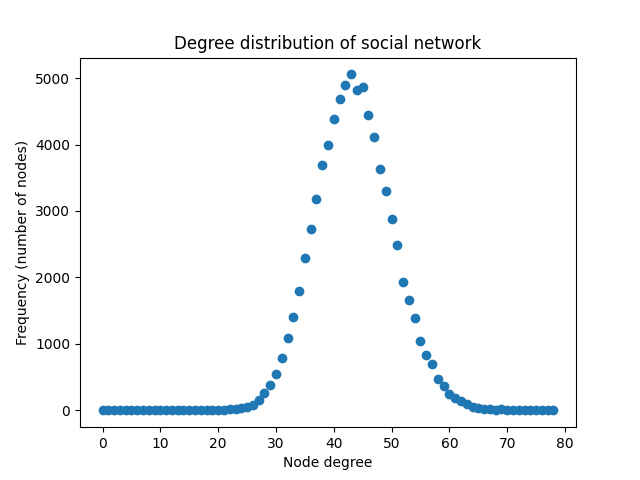 Degree distribution of social network
5000
4000
3000
2000
1000
0
Frequency (number of nodes)
0 10 20 30 40 50 60 70 80
Node degree